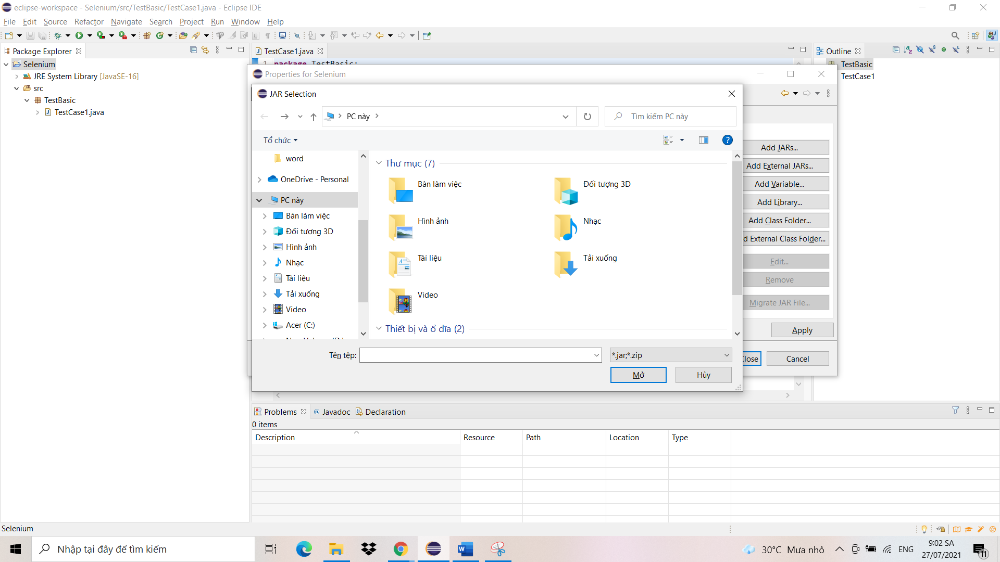 eclipse-workspace - Selenium/src/TestBasic/TestCase1.java - Eclipse IDE
File Edit Source Refactor Navigate Search Project Run Window Help
Package Explorer
Selenium
JRE System Library [JavaSE-16]
src
TestBasic
TestCase1.java
TestCase1.java
1 package TestBasic;
Outline
TestBasic
TestCase1
Properties for Selenium
JAR Selection
PC này
Tìm kiếm PC này
Tổ chức
word
OneDrive - Personal
PC này
Bàn làm việc
Đối tượng 3D
Hình ảnh
Nhạc
Tài liệu
Tải xuống
Video
Acer (C:)
Thư mục (7)
Bàn làm việc
Đối tượng 3D
Hình ảnh
Nhạc
Tài liệu
Tải xuống
Video
Thiết bị và ổ đĩa (2)
Tên tệp:
*.jar;*.zip
Mở
Hủy
Add JARs...
Add External JARs...
Add Variable...
Add Library...
Add Class Folder...
d External Class Folder...
Edit...
Remove
Migrate JAR File...
Apply
Close
Cancel
Problems
@ Javadoc
Declaration
0 items
Description Resource Path Location Type
Selenium
Nhập tại đây để tìm kiếm
30°C Mưa nhỏ
ENG
9:02 SA
27/07/2021
11